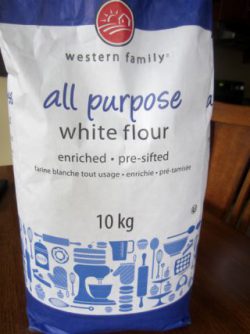 western family
all purpose
white flour
enriched • pre-sifted
farine blanche tout usage • enrichie • pré-tamisée
10 kg